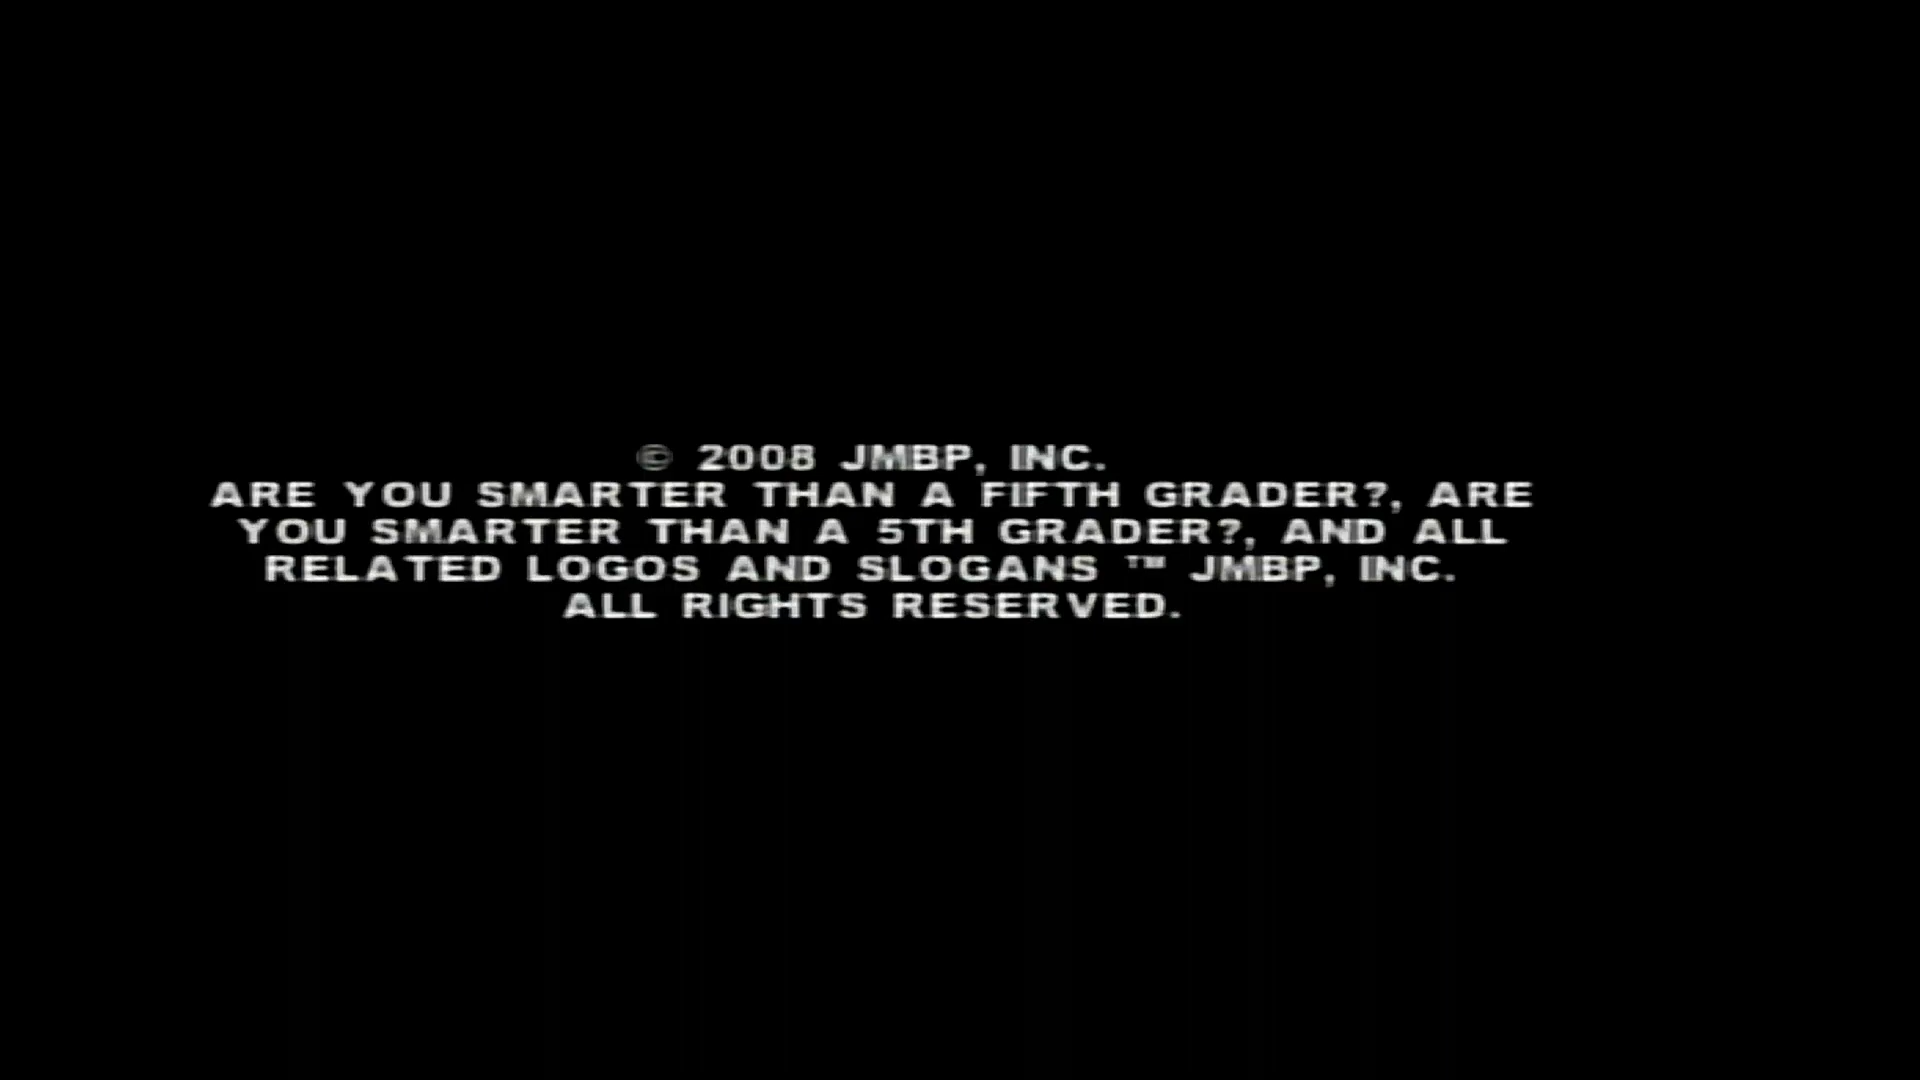 © 2008 JMBP, INC.
ARE YOU SMARTER THAN A FIFTH GRADER?, ARE
YOU SMARTER THAN A 5TH GRADER?, AND ALL
RELATED LOGOS AND SLOGANS ™ JMBP, INC.
ALL RIGHTS RESERVED.